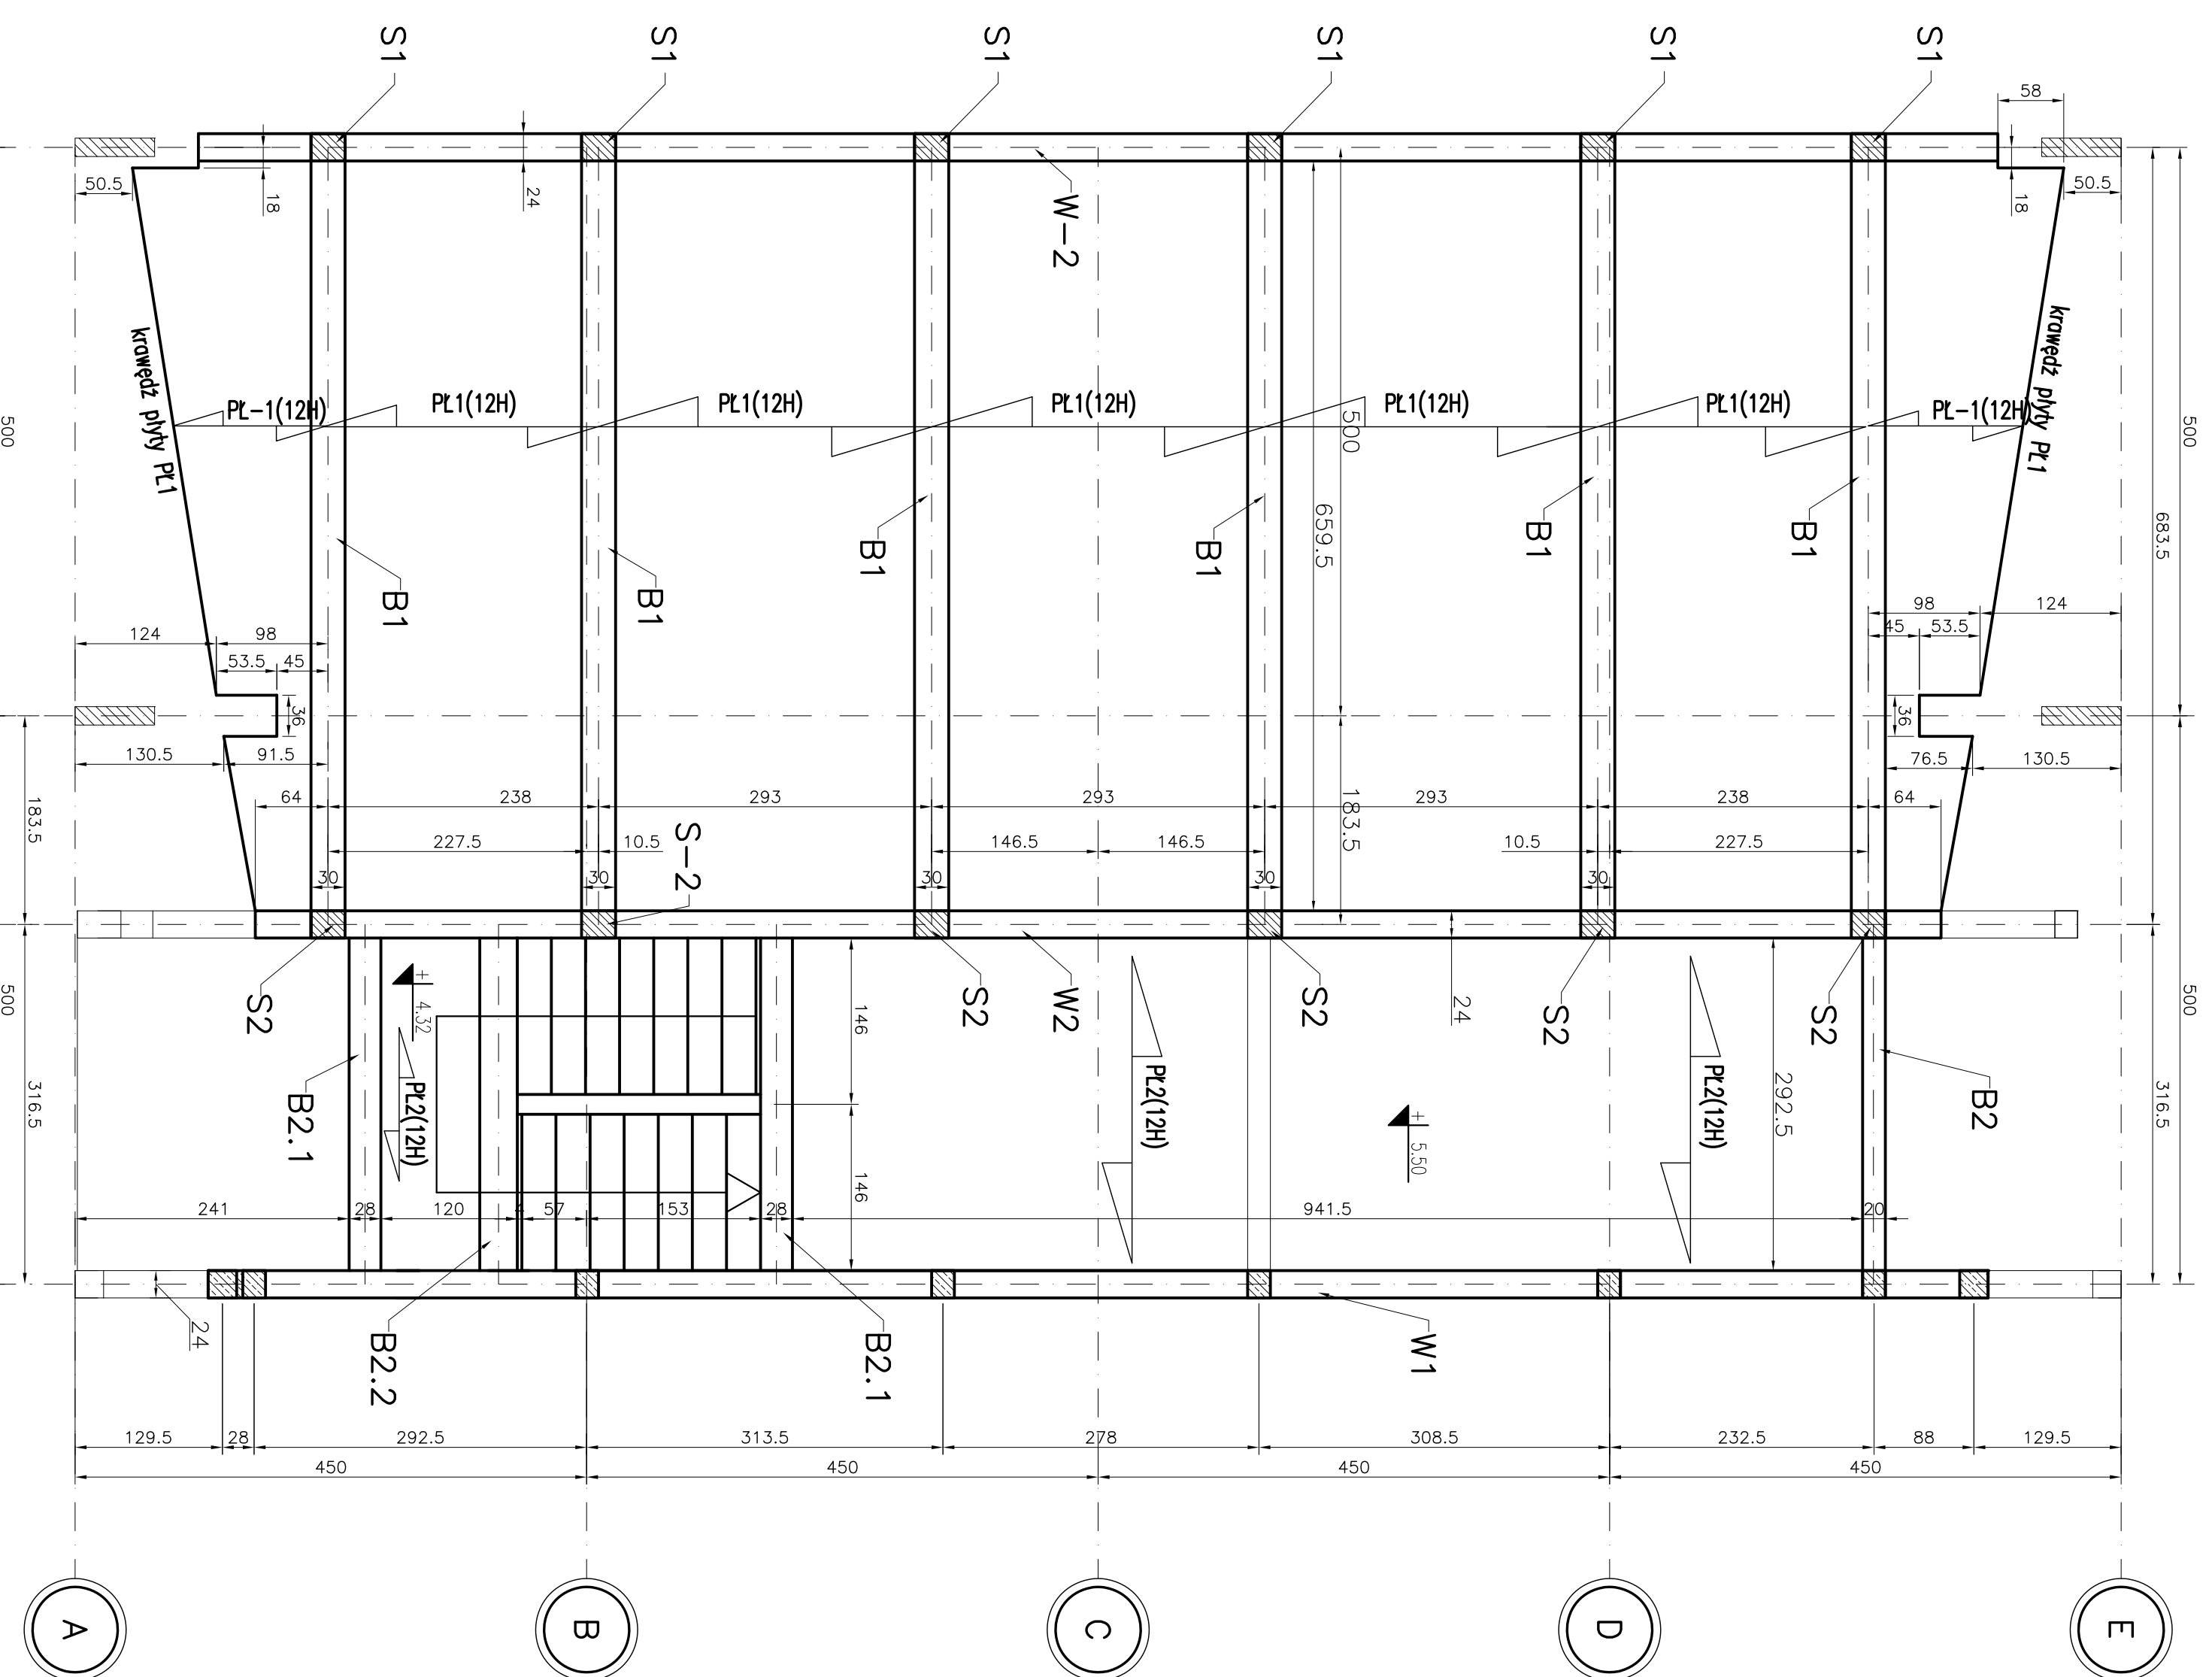 S1
S1
S1
S1
S1
S1
58
50.5
18
24
W-2
18
50.5
krawędź płyty PŁ1
krawędź płyty PŁ1
PŁ-1(12H)
PŁ1(12H)
PŁ1(12H)
PŁ1(12H)
PŁ1(12H)
PŁ1(12H)
PŁ-1(12H)
500
500
500
683.5
659.5
B1
B1
B1
B1
B1
B1
124
98
53.5
45
36
98
124
45
53.5
36
130.5
91.5
76.5
130.5
64
238
293
293
293
238
64
183.5
183.5
227.5
10.5
146.5
146.5
10.5
227.5
S-2
30
30
30
30
30
S2
S2
W2
S2
24
S2
S2
500
316.5
500
316.5
± 4.32
PŁ2(12H)
B2.1
146
146
PŁ2(12H)
± 5.50
PŁ2(12H)
292.5
B2
241
28
120
4
57
153
28
941.5
20
24
B2.2
B2.1
W1
129.5
28
292.5
313.5
278
308.5
232.5
88
129.5
450
450
450
450
A
B
C
D
E